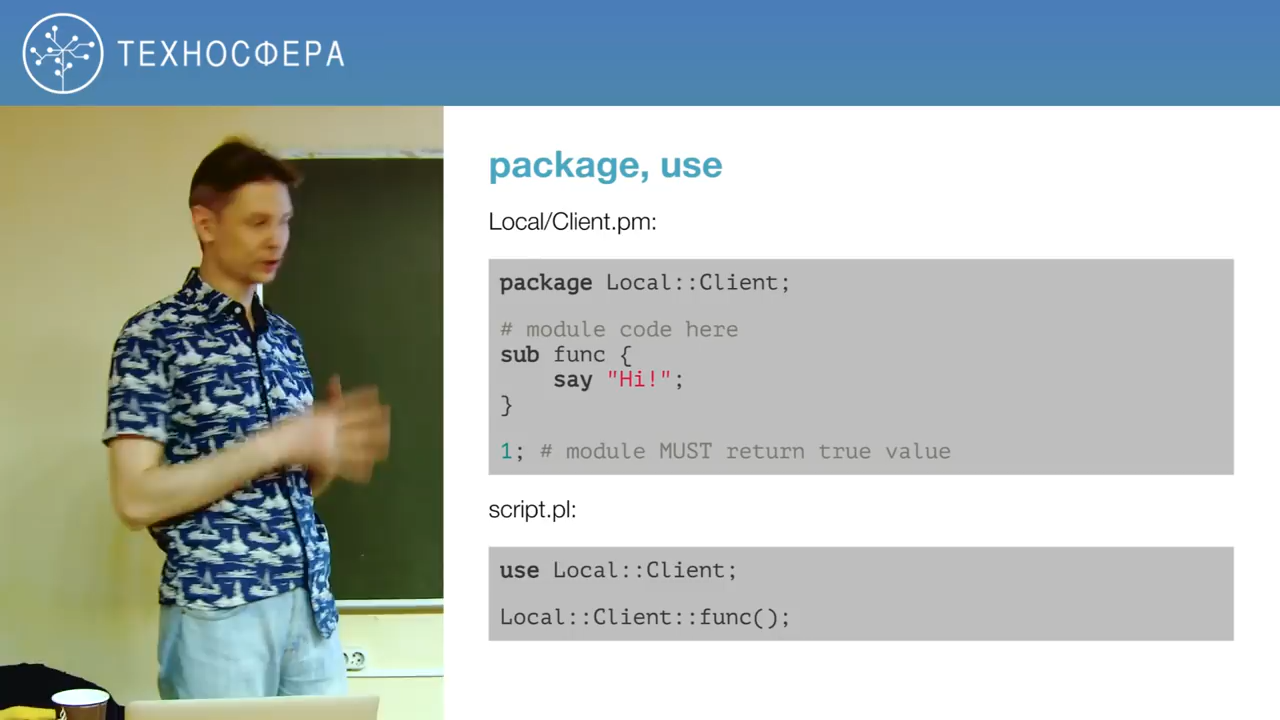 ТЕХНОСФЕРА
package, use
Local/Client.pm:
package Local::Client;
# module code here
sub func {
say "Hi!";
}
1; # module MUST return true value
script.pl:
use Local::Client;
Local::Client::func();